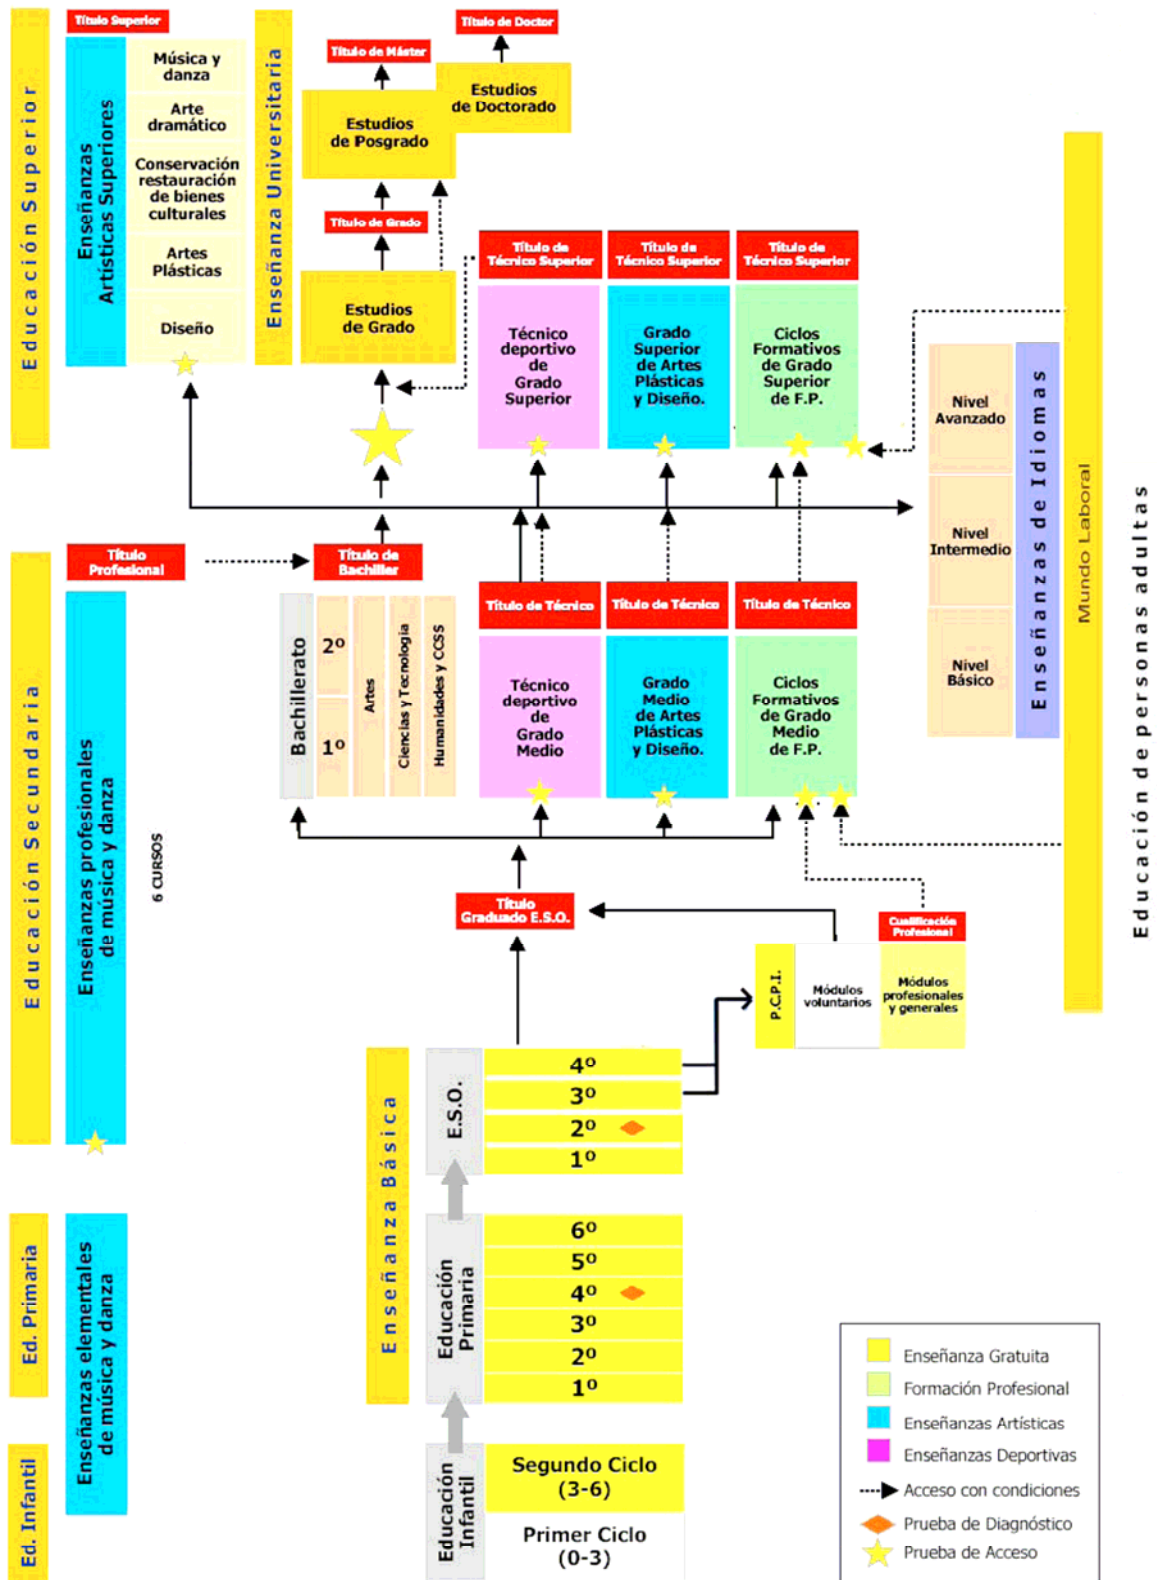 Educación Superior
Título Superior
Enseñanzas
Artísticas Superiores
Música y
danza
Arte
dramático
Conservación
restauración
de bienes
culturales
Artes
Plásticas
Diseño
Enseñanza Universitaria
Título de Máster
Título de Doctor
Estudios
de Posgrado
Estudios
de Doctorado
Título de Grado
Estudios
de Grado
Título de
Técnico Superior
Título de
Técnico Superior
Título de
Técnico Superior
Técnico
deportivo
de
Grado
Superior
Grado
Superior
de Artes
Plásticas
y Diseño.
Ciclos
Formativos
de Grado
Superior
de F.P.
Nivel
Avanzado
Nivel
Intermedio
Nivel
Básico
Enseñanzas de Idiomas
Mundo Laboral
Educación de personas adultas
Educación Secundaria
Título
Profesional
Enseñanzas profesionales
de música y danza
6 CURSOS
Título de
Bachiller
Bachillerato
2º
1º
Artes
Ciencias y Tecnología
Humanidades y CCSS
Título de Técnico
Título de Técnico
Título de Técnico
Técnico
deportivo
de
Grado
Medio
Grado
Medio
de Artes
Plásticas
y Diseño.
Ciclos
Formativos
de Grado
Medio
de F.P.
Título
Graduado E.S.O.
Cualificación
Profesional
P.C.P.I.
Módulos
voluntarios
Módulos
profesionales
y generales
Enseñanza Básica
E.S.O.
4º
3º
2º
1º
Ed. Primaria
Enseñanzas elementales
de música y danza
Educación
Primaria
6º
5º
4º
3º
2º
1º
Ed. Infantil
Educación
Infantil
Segundo Ciclo
(3-6)
Primer Ciclo
(0-3)
Enseñanza Gratuita
Formación Profesional
Enseñanzas Artísticas
Enseñanzas Deportivas
Acceso con condiciones
Prueba de Diagnóstico
Prueba de Acceso